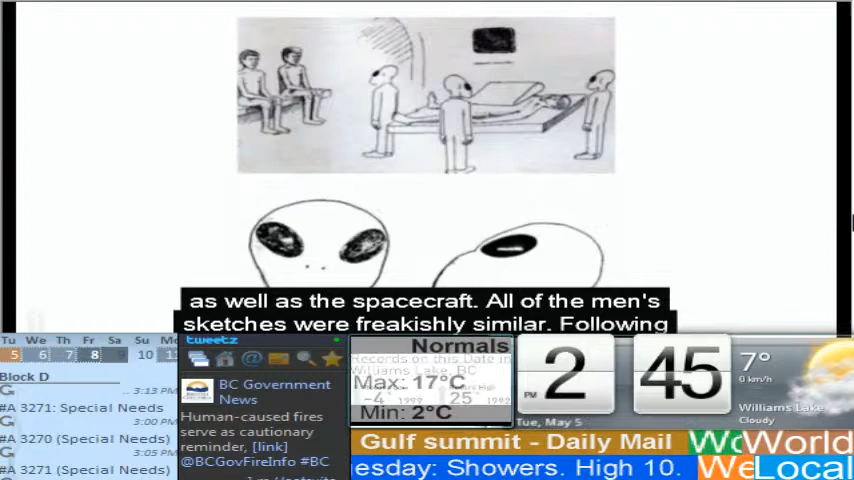 as well as the spacecraft. All of the men's
sketches were freakishly similar. Following
Tu We Th Fr Sa Su Mo
5 6 7 8 9 10 11
Block D
.. 3:13 PM
#A 3271: Special Needs
3:00 PM
#A 3270 (Special Needs)
3:05 PM
#A 3271 (Special Needs)
tweetz
BC Government
News
Human-caused fires
serve as cautionary
reminder, [link]
@BCGovFireInfo #BC
Normals
Records on this Date in
Williams Lake, BC
Max: 17°C
-4 1999 25 1992
Min: 2°C
PM 2 45
Tue, May 5
7°
0 km/h
Williams Lake
Cloudy
Gulf summit - Daily Mail
World
esday: Showers. High 10.
Local